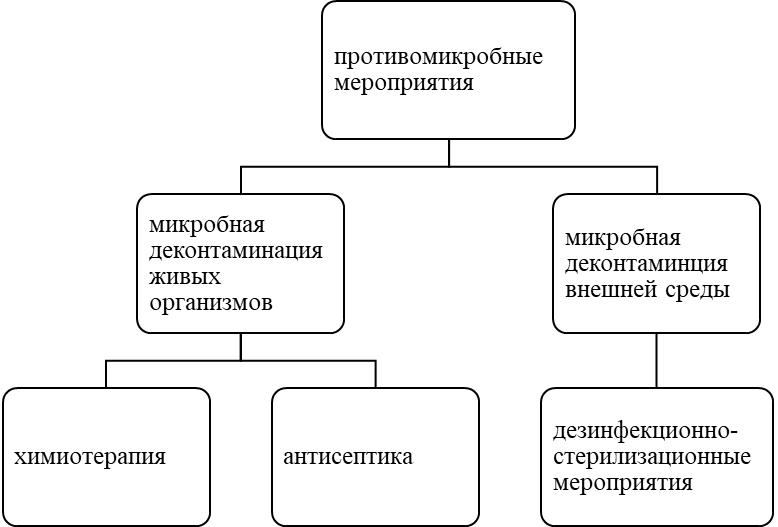 противомикробные
мероприятия
микробная
деконтаминация
живых
организмов
микробная
деконтаминция
внешней среды
химиотерапия
антисептика
дезинфекционно-
стерилизационные
мероприятия